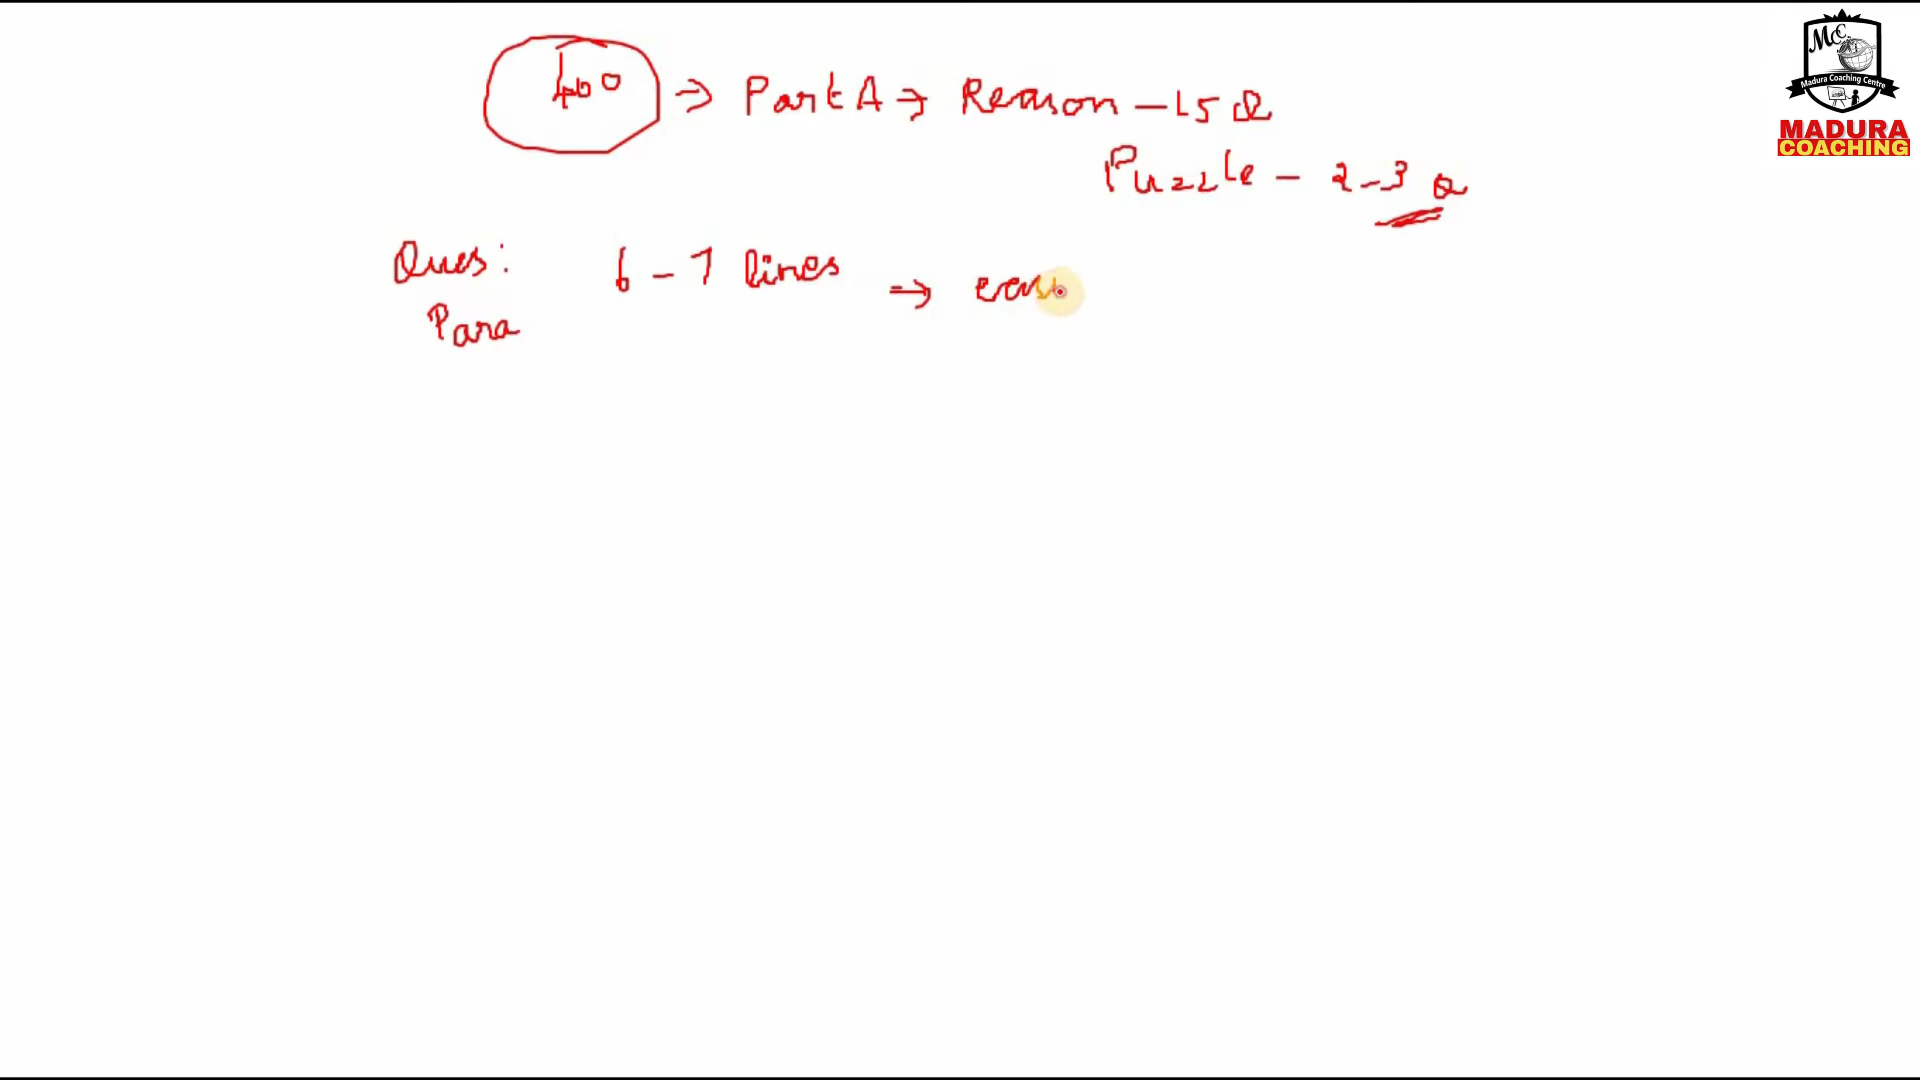 400 → Part A → Reason - 15 Q
Puzzle - 2-3 Q
Ques: 6-7 lines →
Para
MC
Madura Coaching Centre
MADURA
COACHING